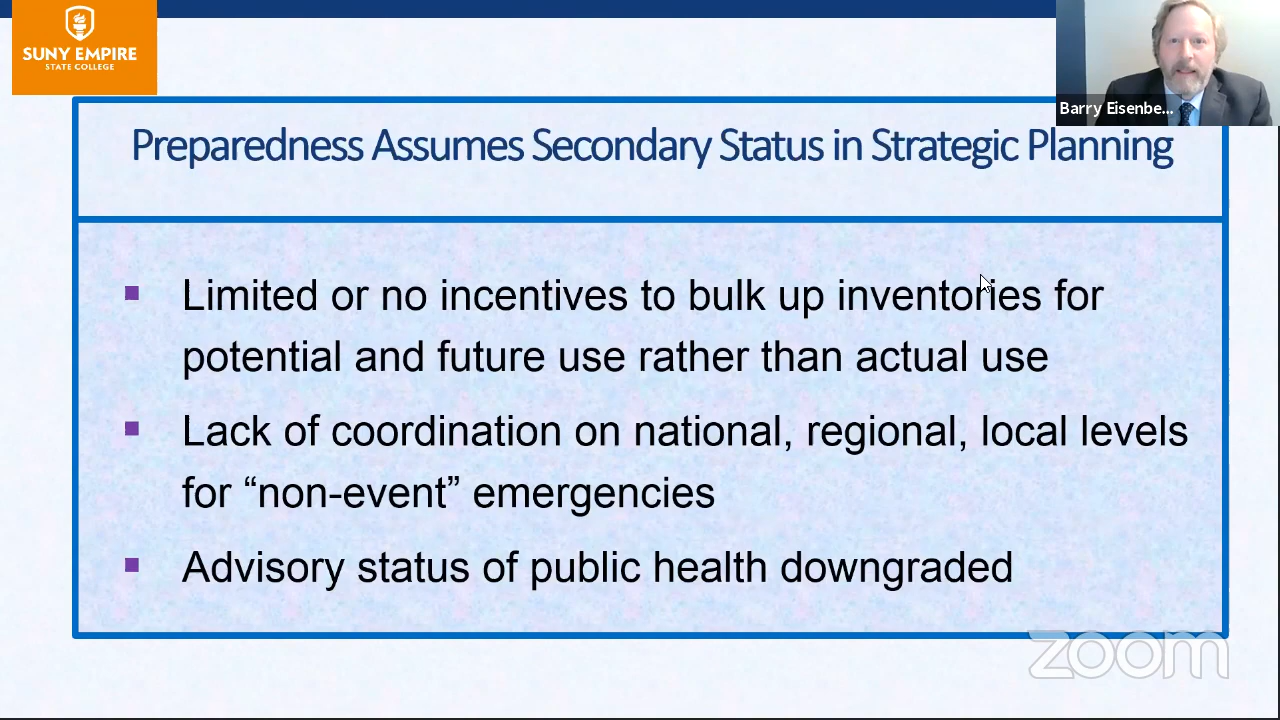 SUNY EMPIRE
STATE COLLEGE
Barry Eisenbe...
Preparedness Assumes Secondary Status in Strategic Planning
Limited or no incentives to bulk up inventories for
potential and future use rather than actual use
Lack of coordination on national, regional, local levels
for “non-event” emergencies
Advisory status of public health downgraded
zoom